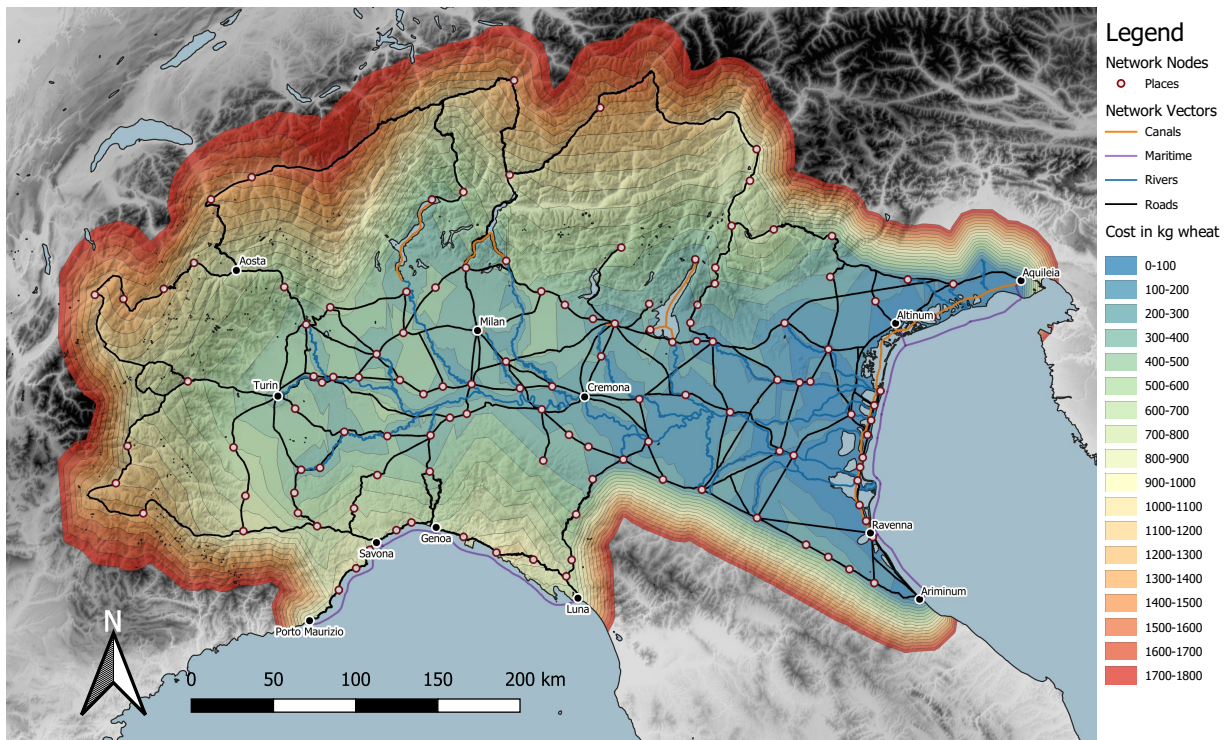 Legend
Network Nodes
Places
Network Vectors
Canals
Maritime
Rivers
Roads
Cost in kg wheat
0-100
100-200
200-300
300-400
400-500
500-600
600-700
700-800
800-900
900-1000
1000-1100
1100-1200
1200-1300
1300-1400
1400-1500
1500-1600
1600-1700
1700-1800
Aosta
Aquileia
Milan
Altinum
Turin
Cremona
Ravenna
Savona
Genoa
Luna
Ariminum
Porto Maurizio
N
0 50 100 150 200 km